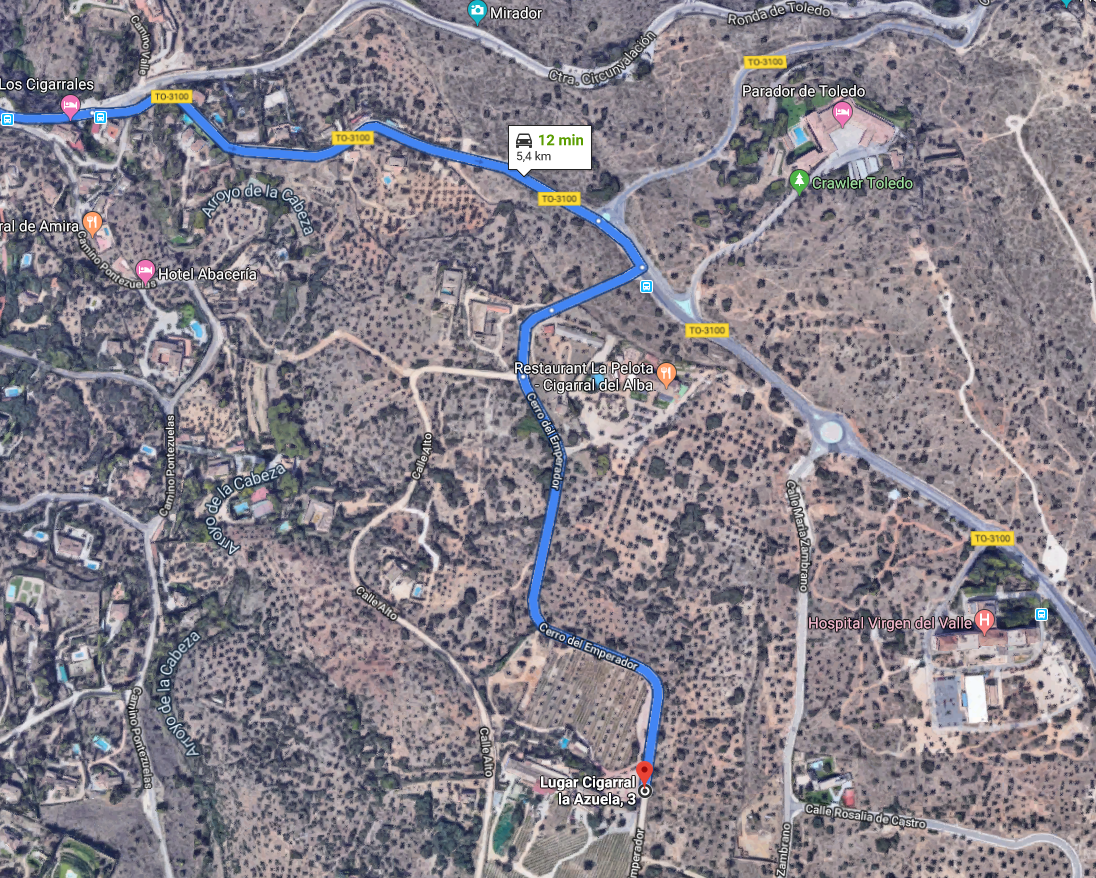 Mirador
Ronda de Toledo
Camino Valle
Ctra. Circunvalación
TO-3100
Los Cigarrales
Parador de Toledo
TO-3100
TO-3100
12 min
5,4 km
Crawler Toledo
Arroyo de la Cabeza
TO-3100
ral de Amira
Camino Pontezuelas
Hotel Abacería
TO-3100
Restaurant La Pelota
- Cigarral del Alba
Cerro del Emperador
Calle Alto
Camino Pontezuelas
Arroyo de la Cabeza
Calle María Zambrano
TO-3100
Calle Alto
Hospital Virgen del Valle
H
Cerro del Emperador
Arroyo de la Cabeza
Camino Pontezuelas
Calle Alto
Lugar Cigarral
la Azuela, 3
Calle Rosalía de Castro
Zambrano
mperador